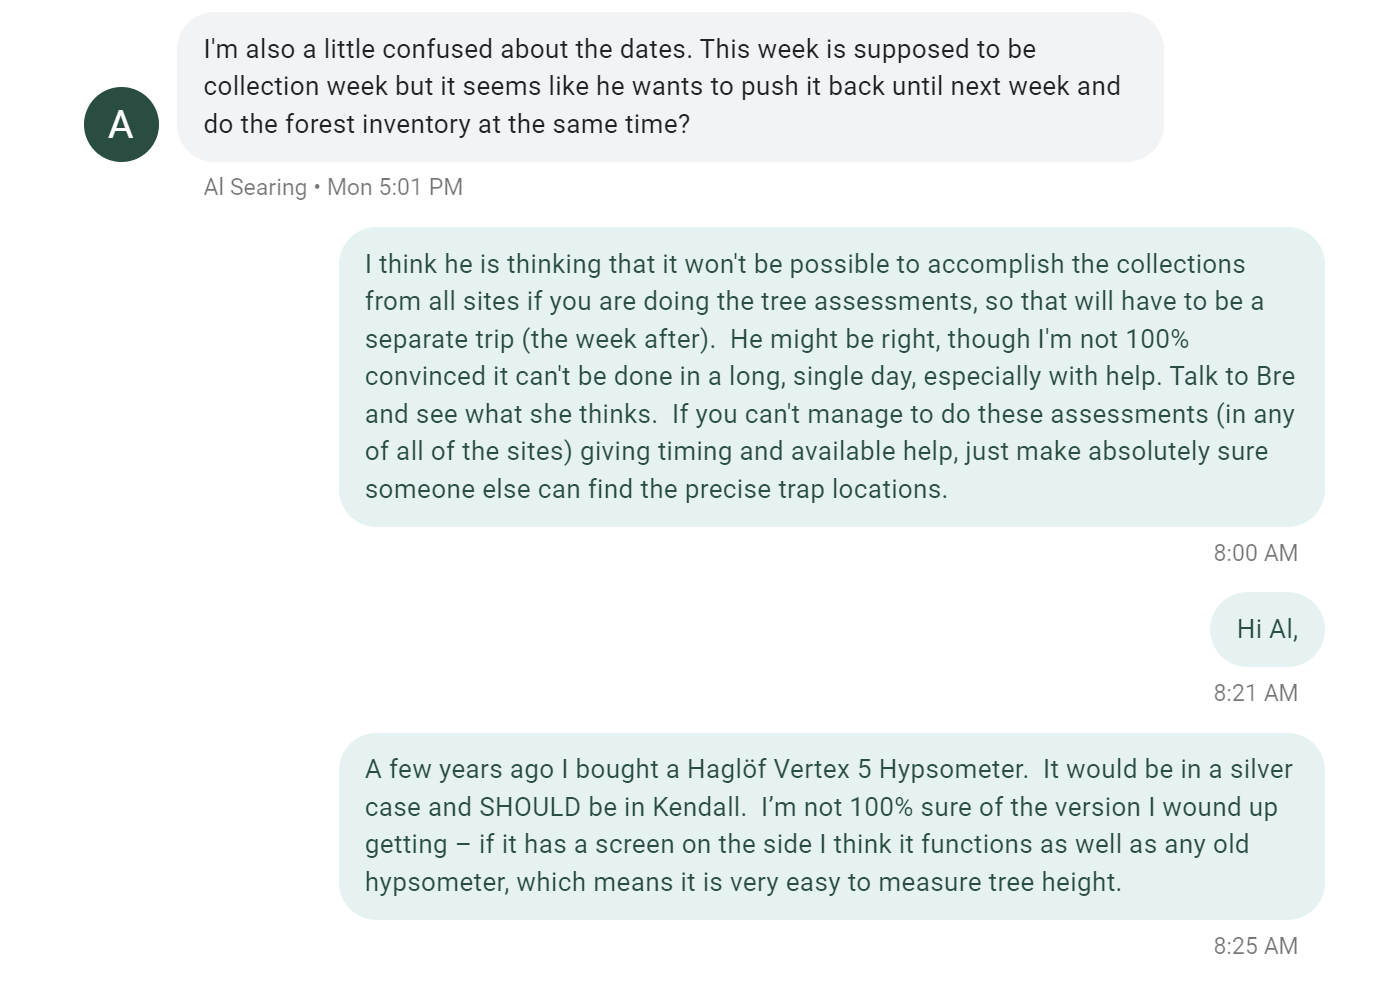 I'm also a little confused about the dates. This week is supposed to be
collection week but it seems like he wants to push it back until next week and
do the forest inventory at the same time?
A
Al Searing • Mon 5:01 PM
I think he is thinking that it won't be possible to accomplish the collections
from all sites if you are doing the tree assessments, so that will have to be a
separate trip (the week after).  He might be right, though I'm not 100%
convinced it can't be done in a long, single day, especially with help. Talk to Bre
and see what she thinks.  If you can't manage to do these assessments (in any
of all of the sites) giving timing and available help, just make absolutely sure
someone else can find the precise trap locations.
8:00 AM
Hi Al,
8:21 AM
A few years ago I bought a Haglöf Vertex 5 Hypsometer.  It would be in a silver
case and SHOULD be in Kendall.  I’m not 100% sure of the version I wound up
getting – if it has a screen on the side I think it functions as well as any old
hypsometer, which means it is very easy to measure tree height.
8:25 AM